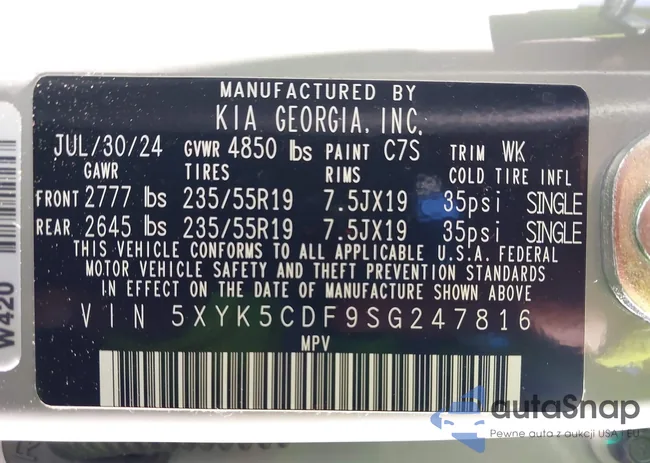 MANUFACTURED BY
KIA GEORGIA, INC.
JUL/30/24 GVWR 4850 lbs PAINT C7S TRIM WK
GAWR TIRES RIMS COLD TIRE INFL
FRONT 2777 lbs 235/55R19 7.5JX19 35psi SINGLE
REAR 2645 lbs 235/55R19 7.5JX19 35psi SINGLE
THIS VEHICLE CONFORMS TO ALL APPLICABLE U.S.A. FEDERAL
MOTOR VEHICLE SAFETY AND THEFT PREVENTION STANDARDS
IN EFFECT ON THE DATE OF MANUFACTURE SHOWN ABOVE
VIN 5XYK5CDF9SG247816
MPV
W420
autaSnap
Pewne auta z aukcji USA i EU